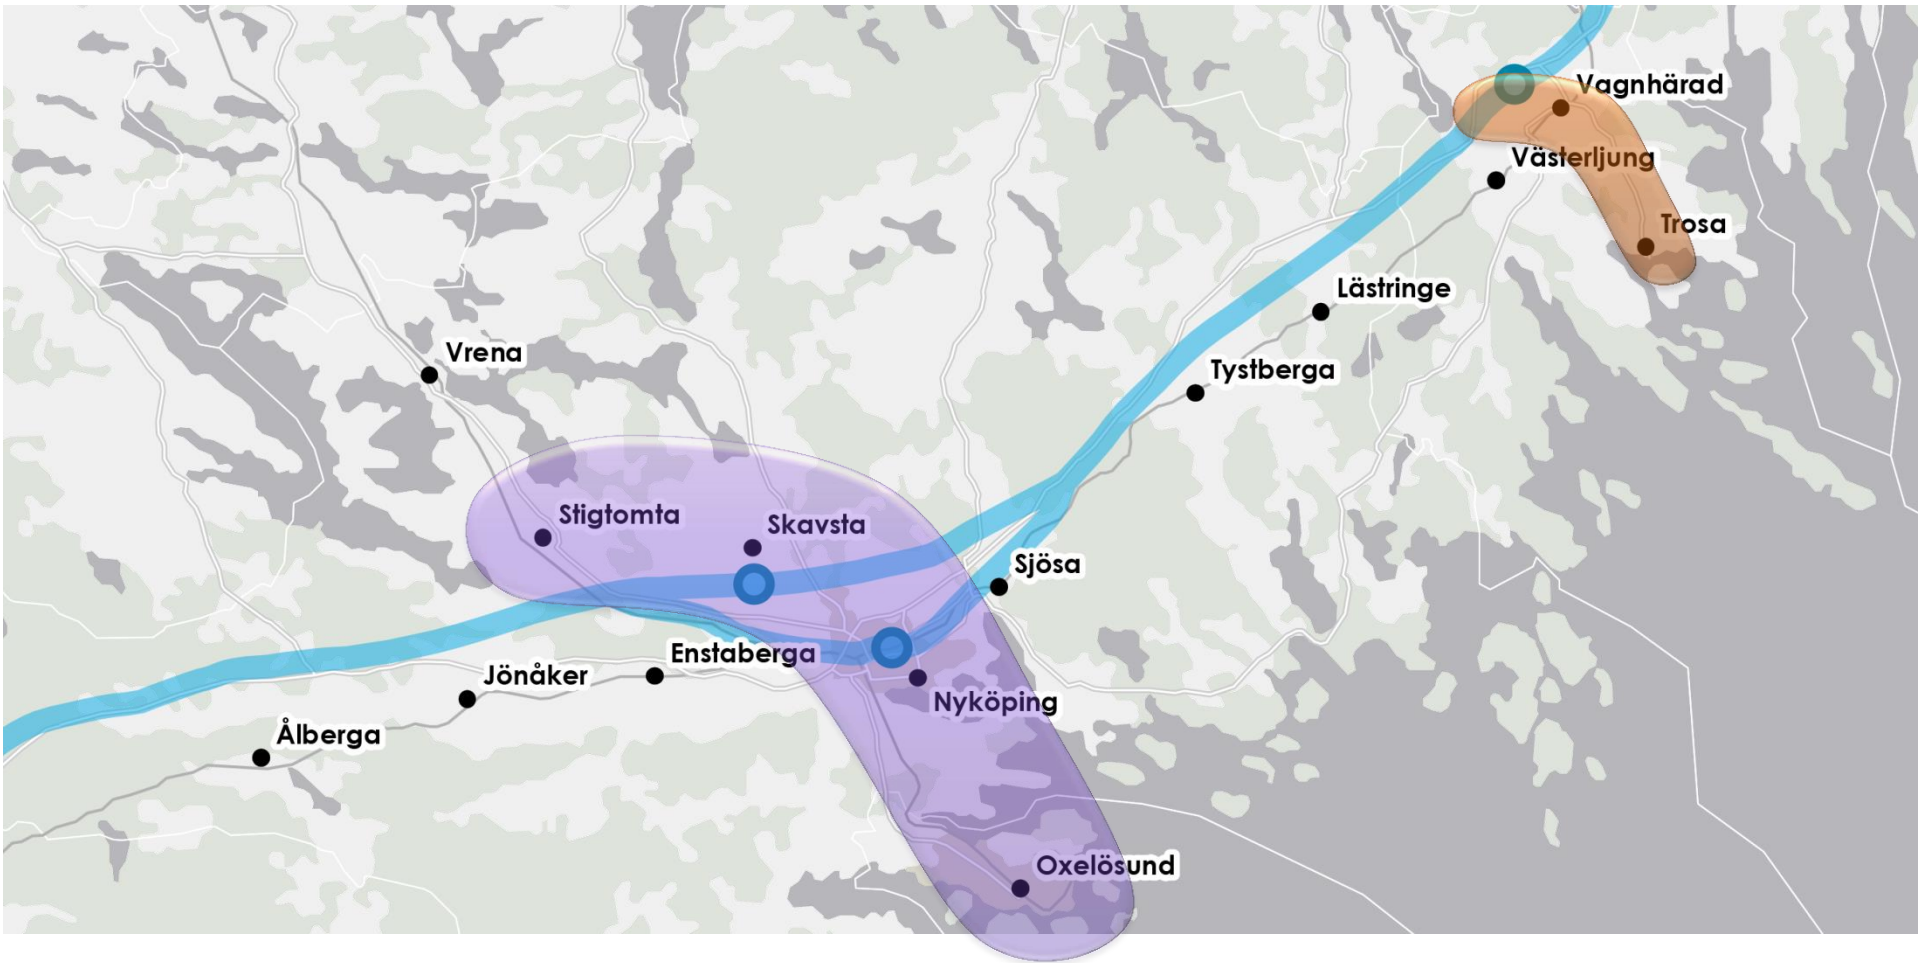 Vagnhärad
Västerljung
Trosa
Lästringe
Vrena
Tystberga
Stigtomta
Skavsta
Sjösa
Enstaberga
Jönåker
Nyköping
Ålberga
Oxelösund